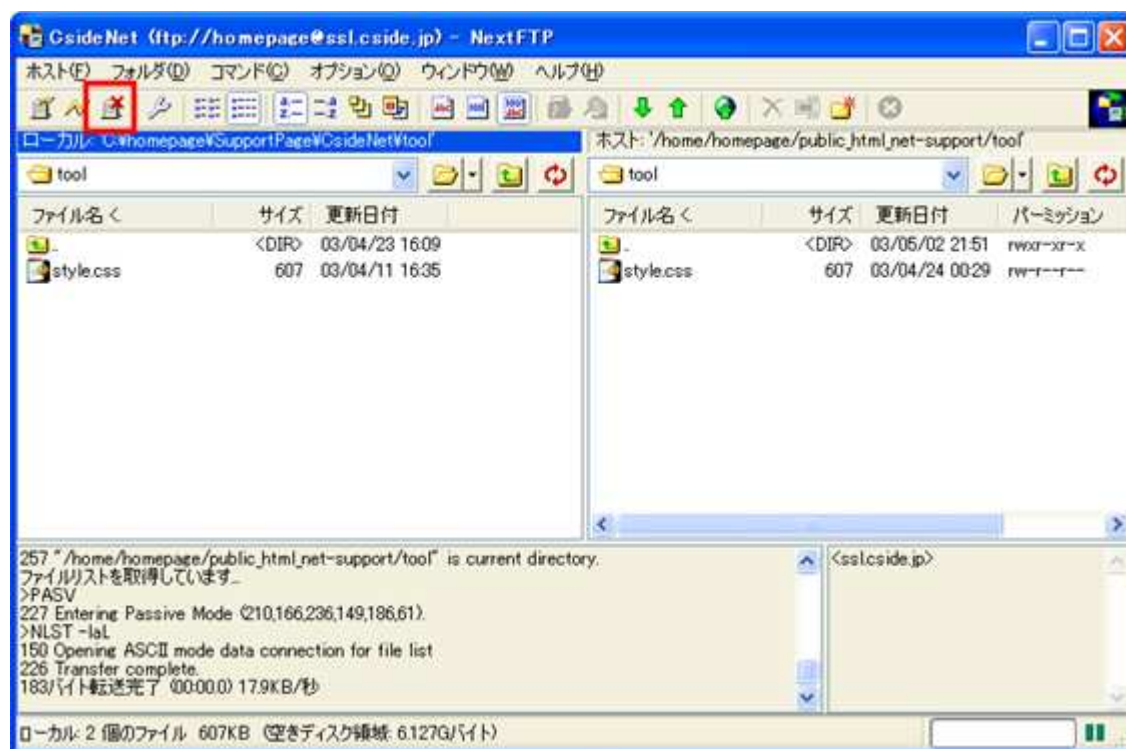 CsideNet (ftp://homepage@ssl.cside.jp) - NextFTP
ホスト(F) フォルダ(D) コマンド(C) オプション(O) ウィンドウ(W) ヘルプ(H)
ローカル: 'C:¥homepage¥SupportPage¥CsideNet¥tool'
ホスト: '/home/homepage/public_html_net-support/tool'
tool
tool
ファイル名 < サイズ 更新日付
ファイル名 < サイズ 更新日付 パーミッション
.. <DIR> 03/04/23 16:09
.. <DIR> 03/05/02 21:51 rwxr-xr-x
style.css 607 03/04/11 16:35
style.css 607 03/04/24 00:29 rw-r--r--
257 "/home/homepage/public_html_net-support/tool" is current directory.
ファイルリストを取得しています..
>PASV
227 Entering Passive Mode (210,166,236,149,186,61).
>NLST -laL
150 Opening ASCII mode data connection for file list
226 Transfer complete.
183バイト転送完了 (00:00.0) 17.9KB/秒
<ssl.cside.jp>
ローカル: 2 個のファイル 607KB (空きディスク領域: 6.127Gバイト)